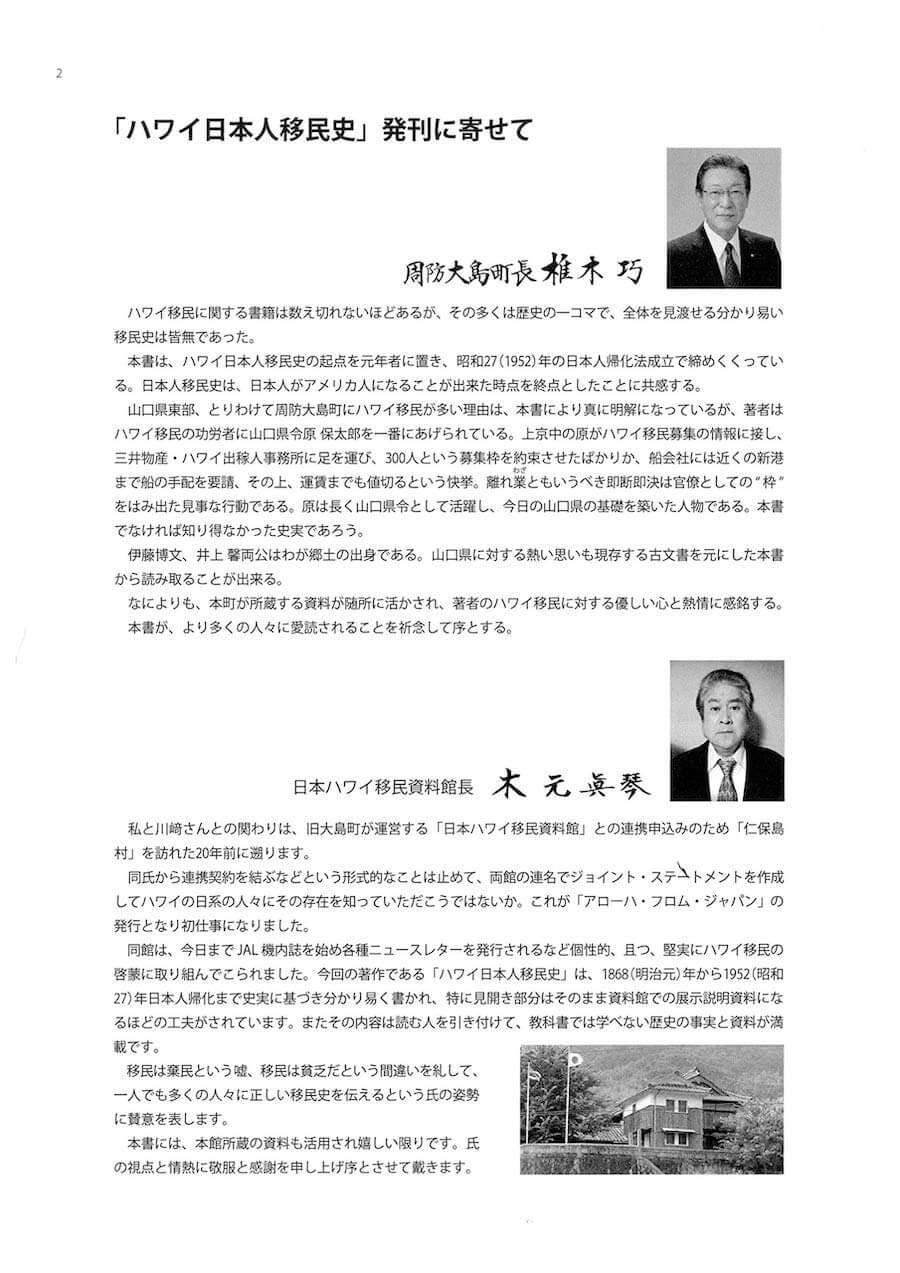 2
「ハワイ日本人移民史」発刊に寄せて
周防大島町長 椎木 巧
ハワイ移民に関する書籍は数え切れないほどあるが、その多くは歴史の一コマで、全体を見渡せる分かり易い
移民史は皆無であった。
本書は、ハワイ日本人移民史の起点を元年者に置き、昭和27(1952)年の日本人帰化法成立で締めくくってい
る。日本人移民史は、日本人がアメリカ人になることが出来た時点を終点としたことに共感する。
山口県東部、とりわけて周防大島町にハワイ移民が多い理由は、本書により真に明解になっているが、著者は
ハワイ移民の功労者に山口県令原 保太郎を一番にあげられている。上京中の原がハワイ移民募集の情報に接し、
三井物産・ハワイ出稼人事務所に足を運び、300人という募集枠を約束させたばかりか、船会社には近くの新港
まで船の手配を要請、その上、運賃までも値切るという快挙。離れ業ともいうべき即断即決は官僚としての“枠”
わざ
をはみ出た見事な行動である。原は長く山口県令として活躍し、今日の山口県の基礎を築いた人物である。本書
でなければ知り得なかった史実であろう。
伊藤博文、井上 馨両公はわが郷土の出身である。山口県に対する熱い思いも現存する古文書を元にした本書
から読み取ることが出来る。
なによりも、本町が所蔵する資料が随所に活かされ、著者のハワイ移民に対する優しい心と熱情に感銘する。
本書が、より多くの人々に愛読されることを祈念して序とする。
日本ハワイ移民資料館長 木元眞琴
私と川﨑さんとの関わりは、旧大島町が運営する「日本ハワイ移民資料館」との連携申込みのため「仁保島
村」を訪れた20年前に遡ります。
同氏から連携契約を結ぶなどという形式的なことは止めて、両館の連名でジョイント・ステートメントを作成
してハワイの日系の人々にその存在を知っていただこうではないか。これが「アローハ・フロム・ジャパン」の
発行となり初仕事になりました。
同館は、今日まで JAL 機内誌を始め各種ニュースレターを発行されるなど個性的、且つ、堅実にハワイ移民の
啓蒙に取り組んでこられました。今回の著作である「ハワイ日本人移民史」は、1868(明治元)年から1952(昭和
27)年日本人帰化まで史実に基づき分かり易く書かれ、特に見開き部分はそのまま資料館での展示説明資料にな
るほどの工夫がされています。またその内容は読む人を引き付けて、教科書では学べない歴史の事実と資料が満
載です。
移民は棄民という嘘、移民は貧乏だという間違いを糺して、
一人でも多くの人々に正しい移民史を伝えるという氏の姿勢
に賛意を表します。
本書には、本館所蔵の資料も活用され嬉しい限りです。氏
の視点と情熱に敬服と感謝を申し上げ序とさせて戴きます。